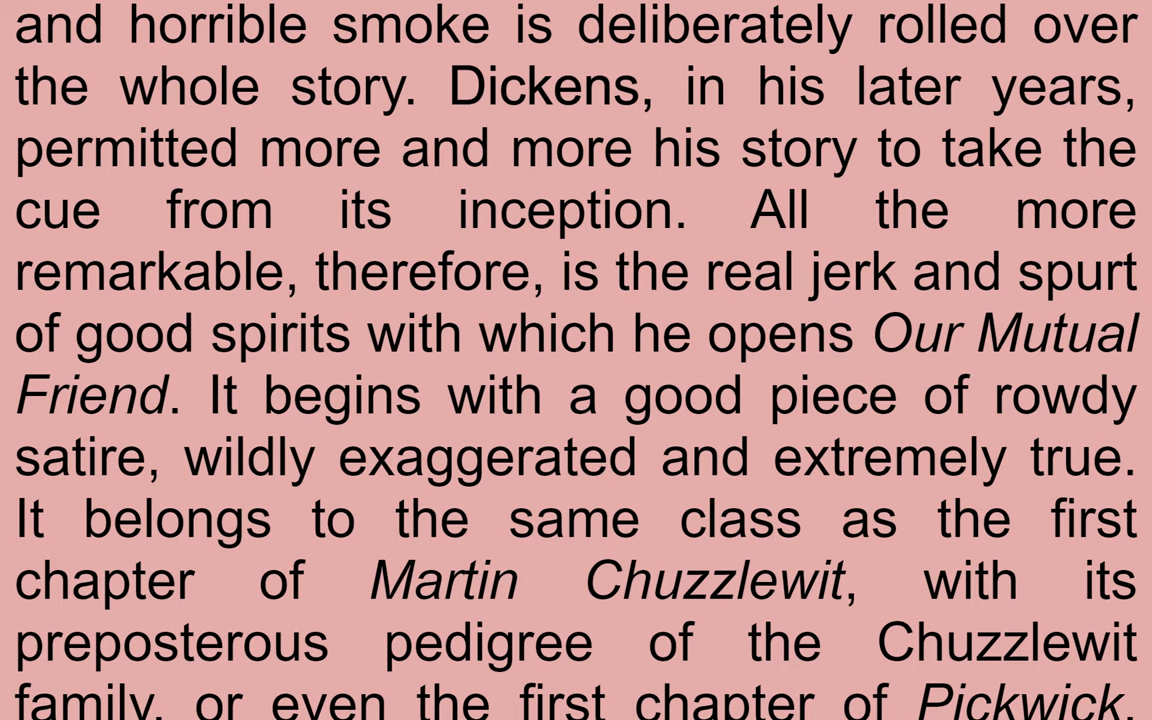 and horrible smoke is deliberately rolled over
the whole story. Dickens, in his later years,
permitted more and more his story to take the
cue from its inception. All the more
remarkable, therefore, is the real jerk and spurt
of good spirits with which he opens Our Mutual
Friend. It begins with a good piece of rowdy
satire, wildly exaggerated and extremely true.
It belongs to the same class as the first
chapter of Martin Chuzzlewit, with its
preposterous pedigree of the Chuzzlewit
family, or even the first chapter of Pickwick,